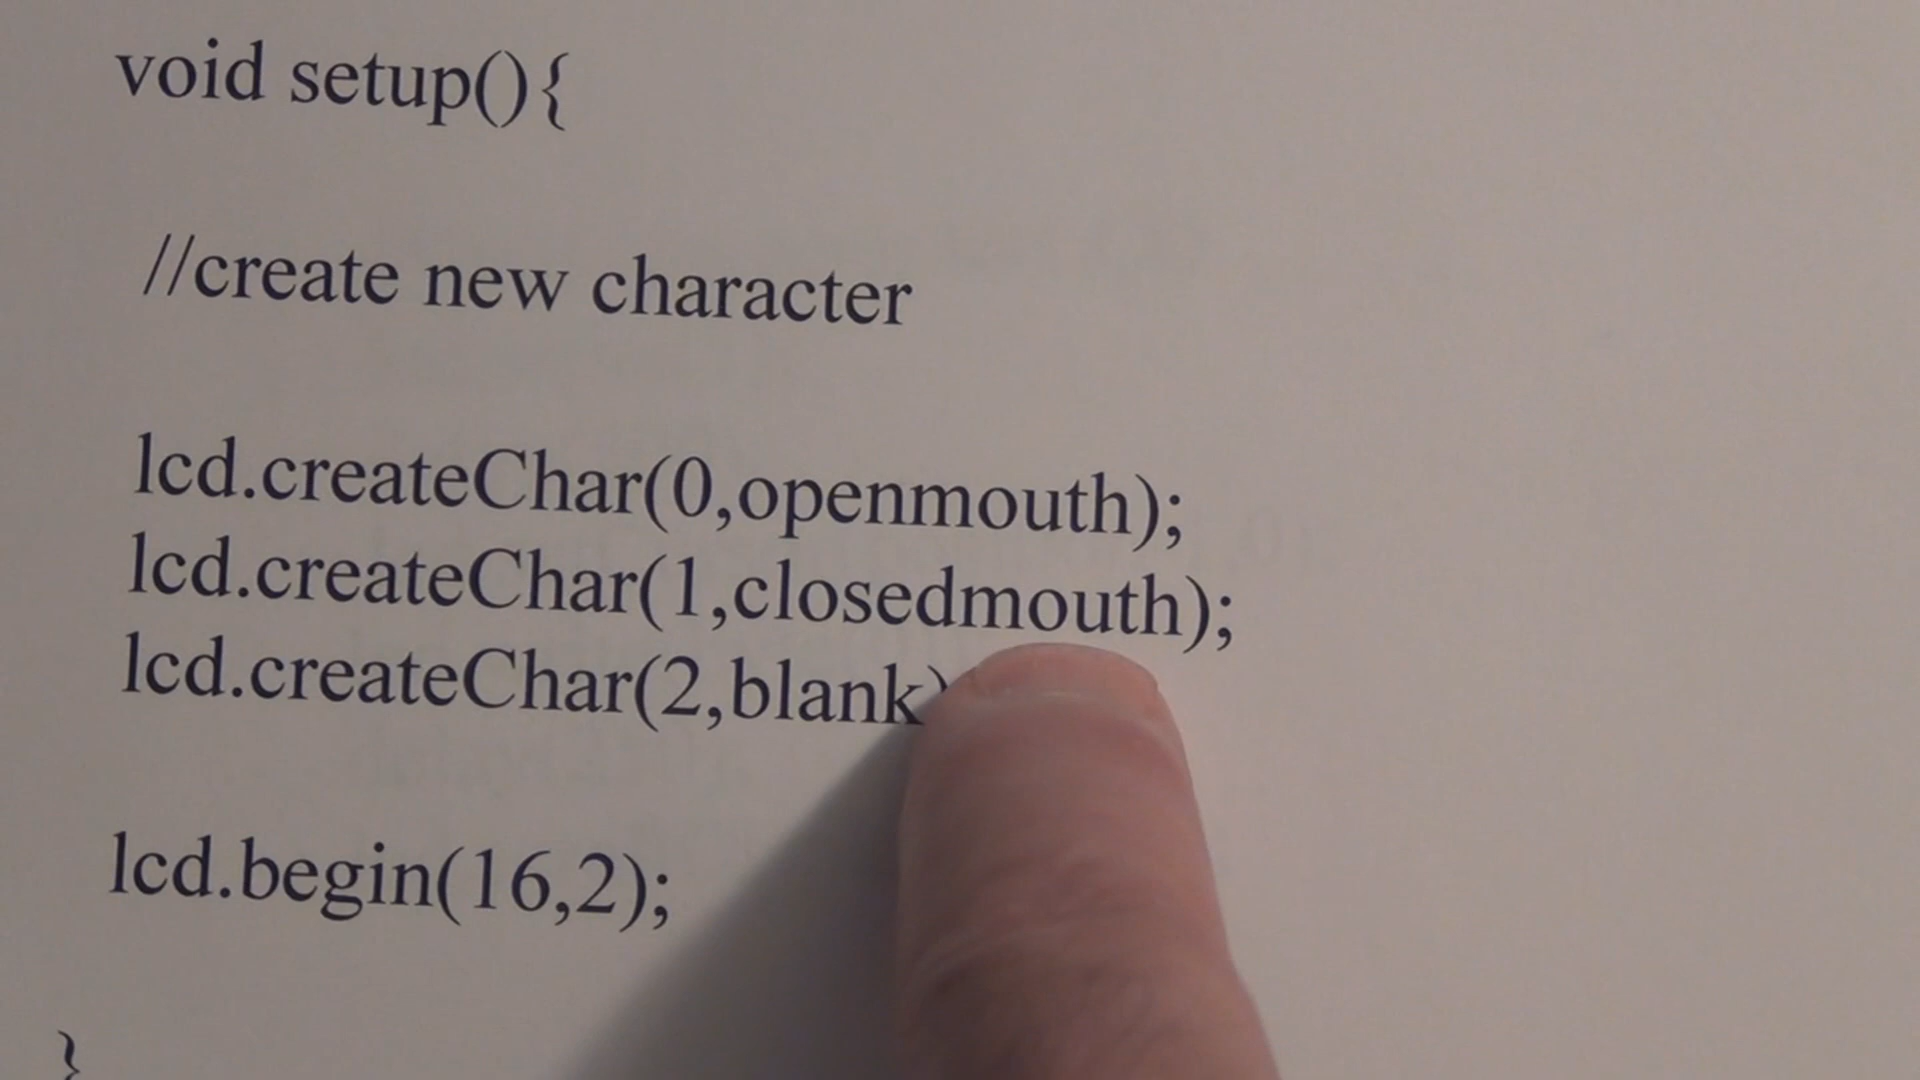 void setup(){
//create new character
lcd.createChar(0,openmouth);
lcd.createChar(1,closedmouth);
lcd.createChar(2,blank)
lcd.begin(16,2);
}